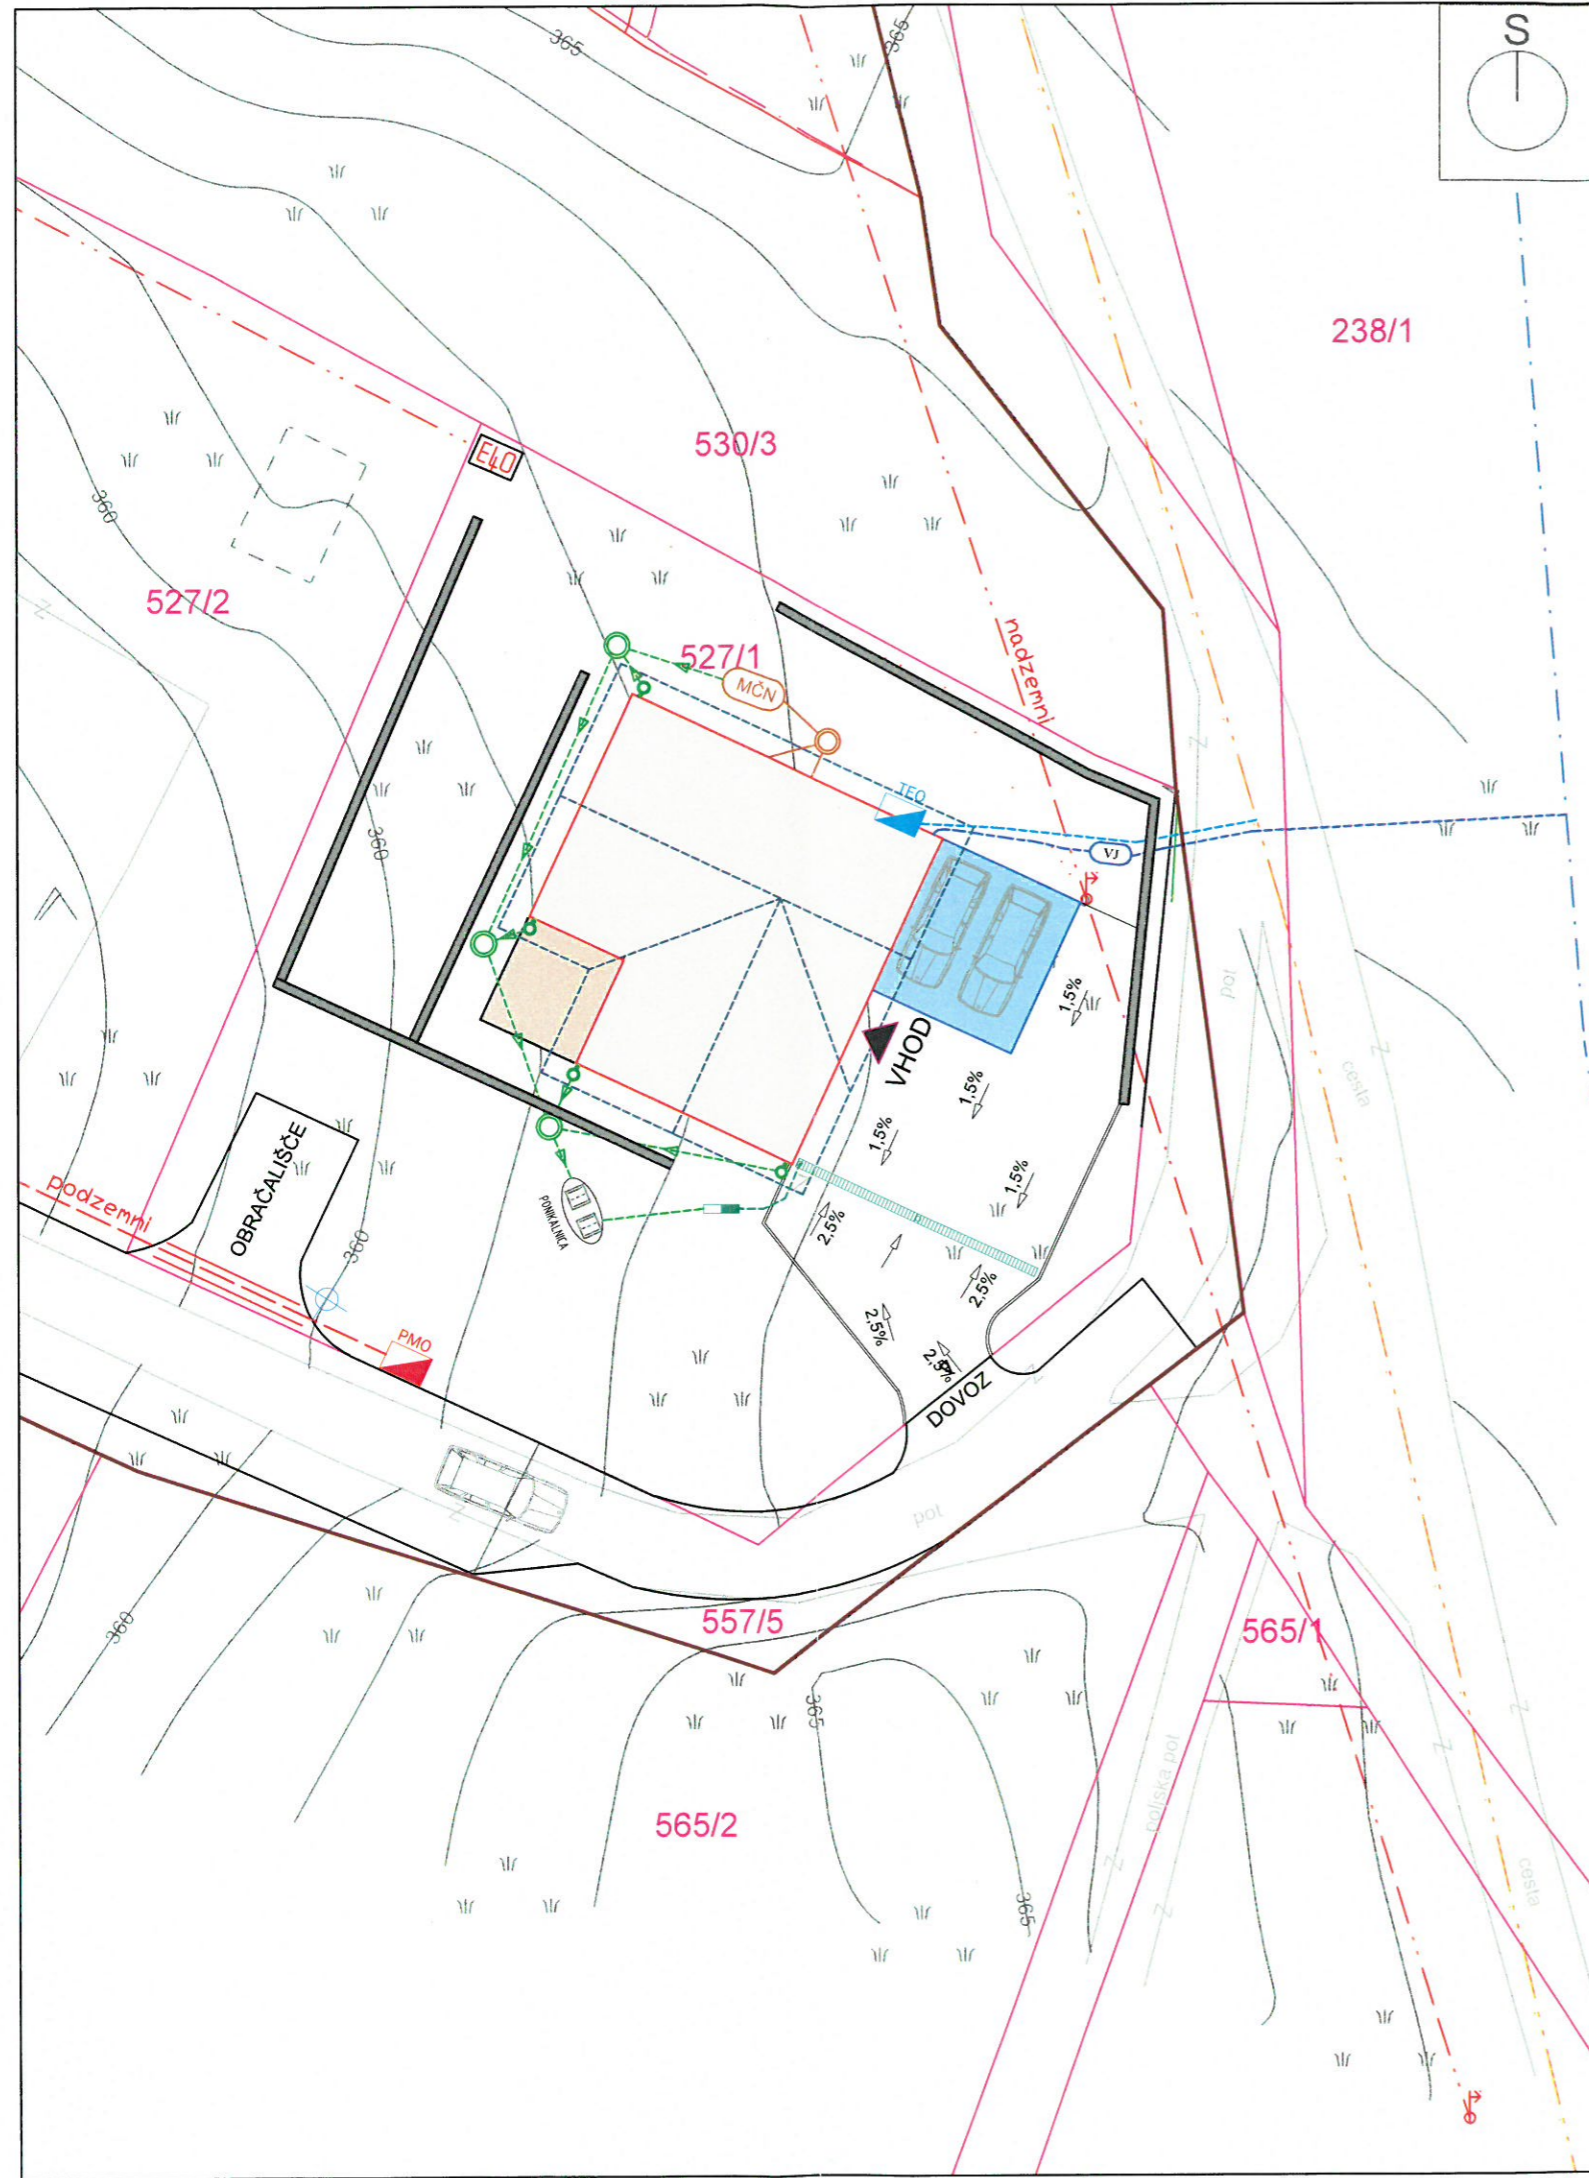 S
365
365
238/1
530/3
E40
360
527/2
nadzemni
527/1
MČN
TEO
VJ
360
pot
1,5%
VHOD
cesta
1,5%
1,5%
OBRAČALIŠČE
1,5%
podzemni
PONIKALNICA
2,5%
360
2,5%
2,5%
PMO
2,5%
DOVOZ
pot
360
557/5
565/1
365
poljska pot
565/2
cesta
365